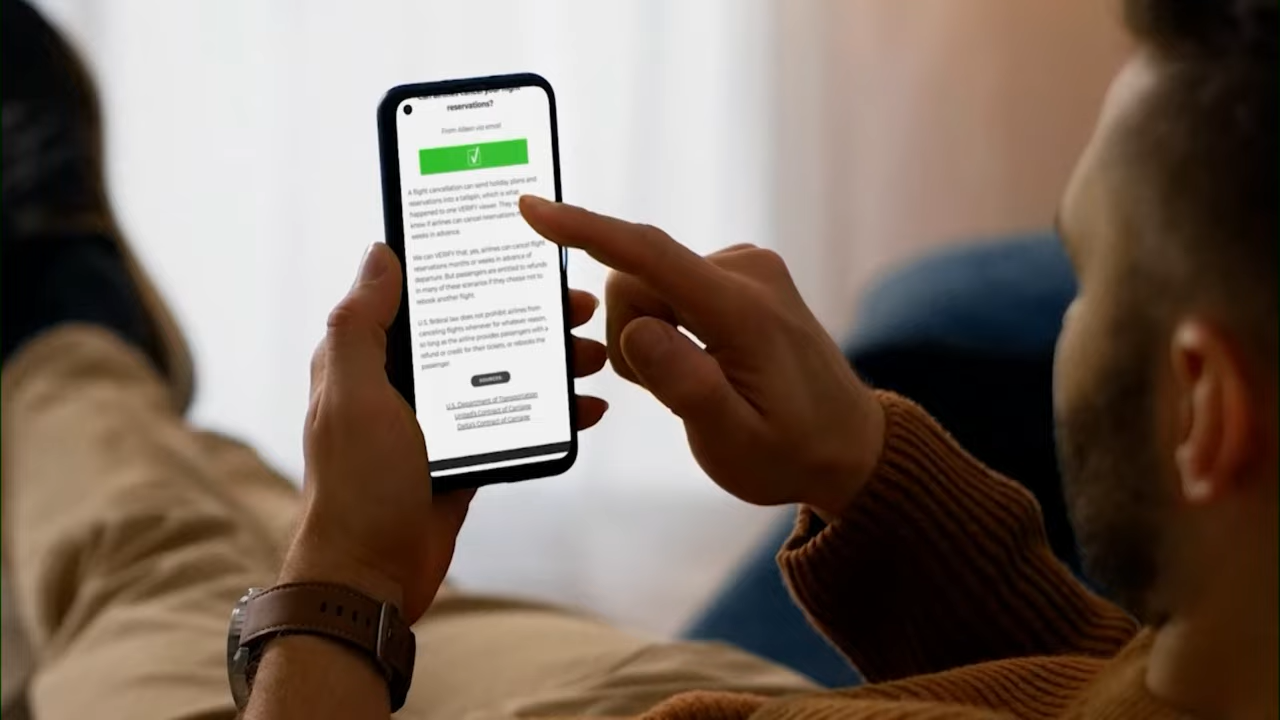 Can airlines cancel your flight
reservations?
From Aileen via email
A flight cancellation can send holiday plans and
reservations into a tailspin, which is what
happened to one VERIFY viewer. They
know if airlines can cancel reservations
weeks in advance.
We can VERIFY that, yes, airlines can cancel flight
reservations months or weeks in advance of
departure. But passengers are entitled to refunds
in many of these scenarios if they choose not to
rebook another flight.
U.S. federal law does not prohibit airlines from
canceling flights whenever for whatever reason,
so long as the airline provides passengers with a
refund or credit for their tickets, or rebooks the
passenger.
SOURCES
U.S. Department of Transportation
United's Contract of Carriage
Delta's Contract of Carriage